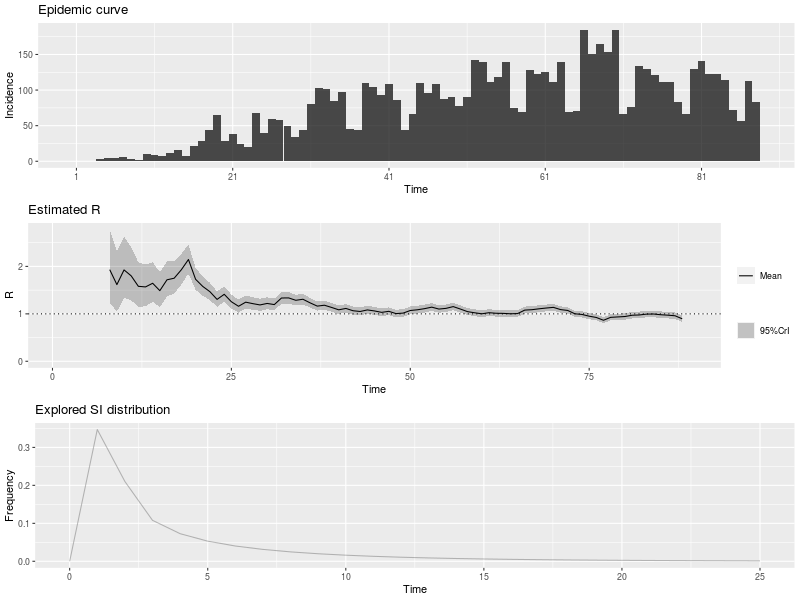 Epidemic curve
150
100
50
0
Incidence
1 21 41 61 81
Time
Estimated R
2
1
0
R
0 25 50 75
Time
Mean
95%CrI
Explored SI distribution
0.3
0.2
0.1
0.0
Frequency
0 5 10 15 20 25
Time